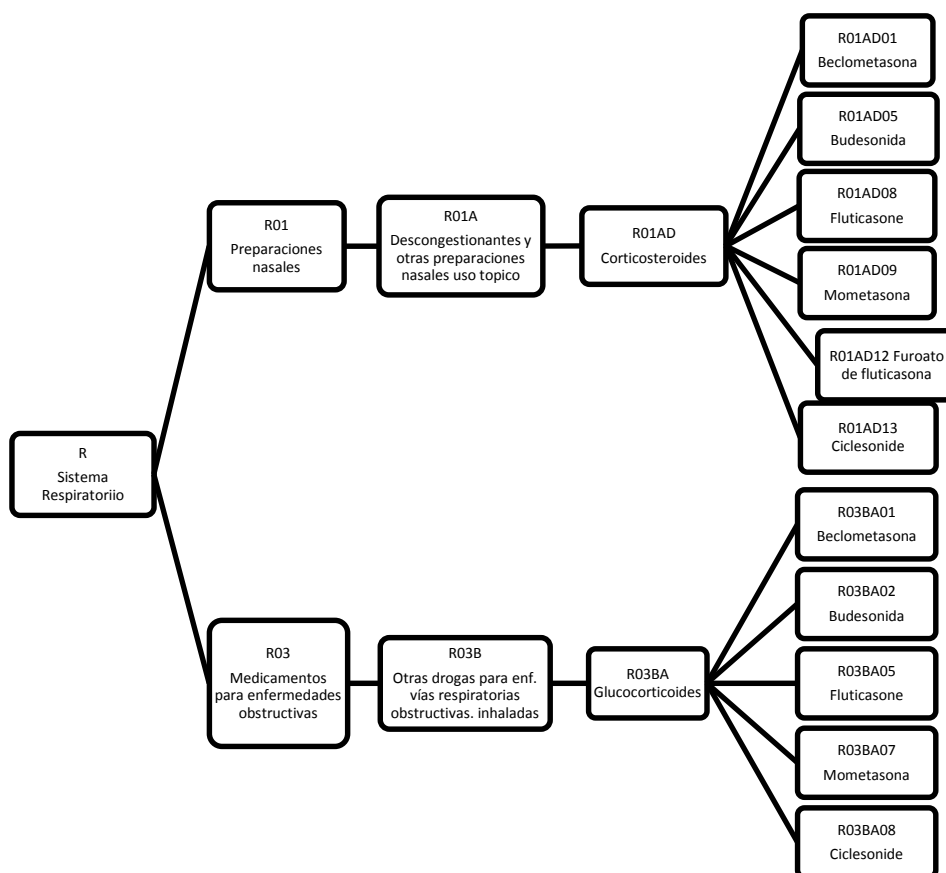 R
Sistema
Respiratoriio
R01
Preparaciones
nasales
R01A
Descongestionantes y
otras preparaciones
nasales uso topico
R01AD
Corticosteroides
R01AD01
Beclometasona
R01AD05
Budesonida
R01AD08
Fluticasone
R01AD09
Mometasona
R01AD12 Furoato
de fluticasona
R01AD13
Ciclesonide
R03
Medicamentos
para enfermedades
obstructivas
R03B
Otras drogas para enf.
vías respiratorias
obstructivas. inhaladas
R03BA
Glucocorticoides
R03BA01
Beclometasona
R03BA02
Budesonida
R03BA05
Fluticasone
R03BA07
Mometasona
R03BA08
Ciclesonide